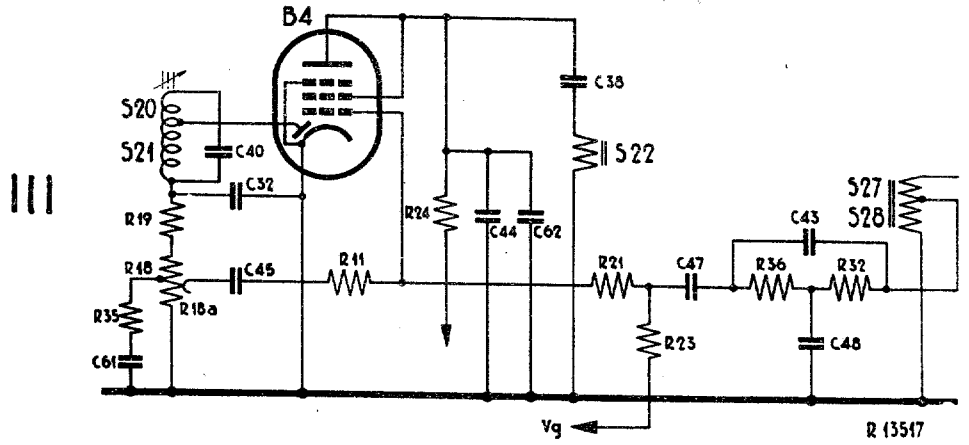 B4
S20
S21
C40
C38
S22
C32
R19
R24
C44
C62
S27
S28
C43
III
R18
R18a
C45
R11
R21
C47
R36
R32
R35
C61
R23
C48
Vg
R 13517